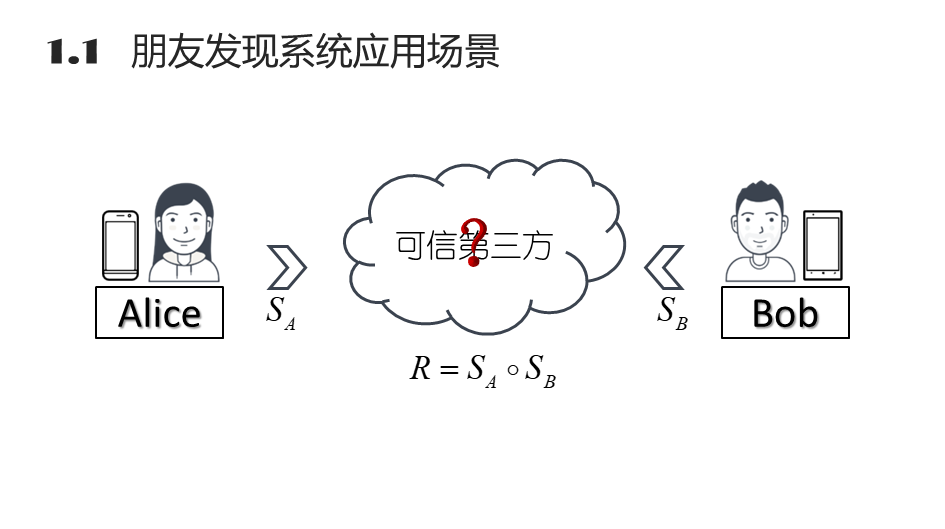 1.1 朋友发现系统应用场景
可信第三方
?
Alice
S_A
S_B
Bob
R = S_A ∘ S_B